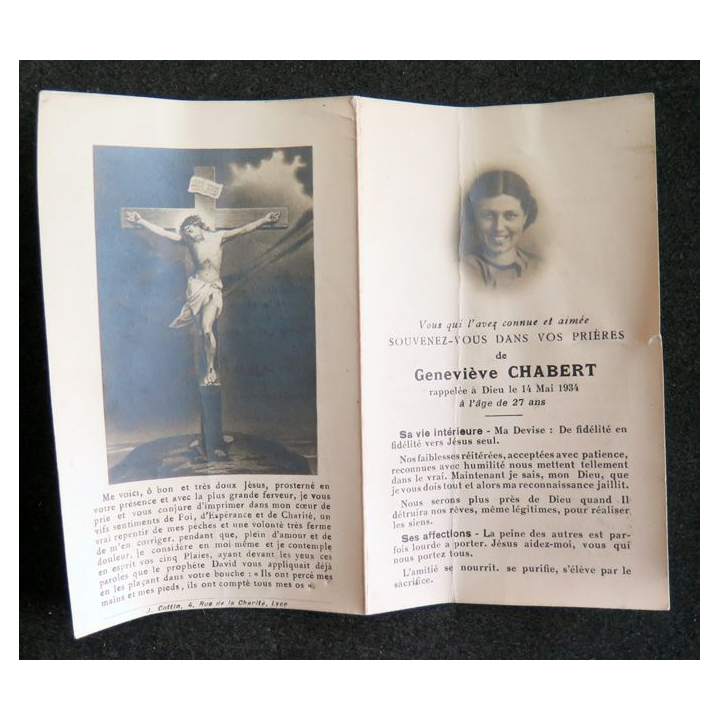 Me voici, ô bon et très doux Jésus, prosterné en
votre présence et avec la plus grande ferveur, je vous
prie et vous conjure d'imprimer dans mon cœur de
vifs sentiments de Foi, d'Espérance et de Charité, un
vrai repentir de mes péchés et une volonté très ferme
de m'en corriger, pendant que, plein d'amour et de
douleur, je considère en moi même et je contemple
en esprit vos cinq Plaies, ayant devant les yeux ces
paroles que le prophète David vous appliquait déjà
en les plaçant dans votre bouche : « Ils ont percé mes
mains et mes pieds, ils ont compté tous mes os »
J. Cottin, 4, Rue de la Charité, Lyon
Vous qui l'avez connue et aimée
SOUVENEZ-VOUS DANS VOS PRIÈRES
de
Geneviève CHABERT
rappelée à Dieu le 14 Mai 1934
à l'âge de 27 ans
Sa vie intérieure - Ma Devise : De fidélité en
fidélité vers Jésus seul.
Nos faiblesses réitérées, acceptées avec patience,
reconnues avec humilité nous mettent tellement
dans le vrai. Maintenant je sais, mon Dieu, que
je vous dois tout et alors ma reconnaissance jaillit.
Nous serons plus près de Dieu quand Il
détruira nos rêves, même légitimes, pour réaliser
les siens.
Ses affections - La peine des autres est par-
fois lourde a porter. Jésus aidez-moi, vous qui
nous portez tous.
L'amitié se nourrit. se purifie, s'élève par le
sacrifice.